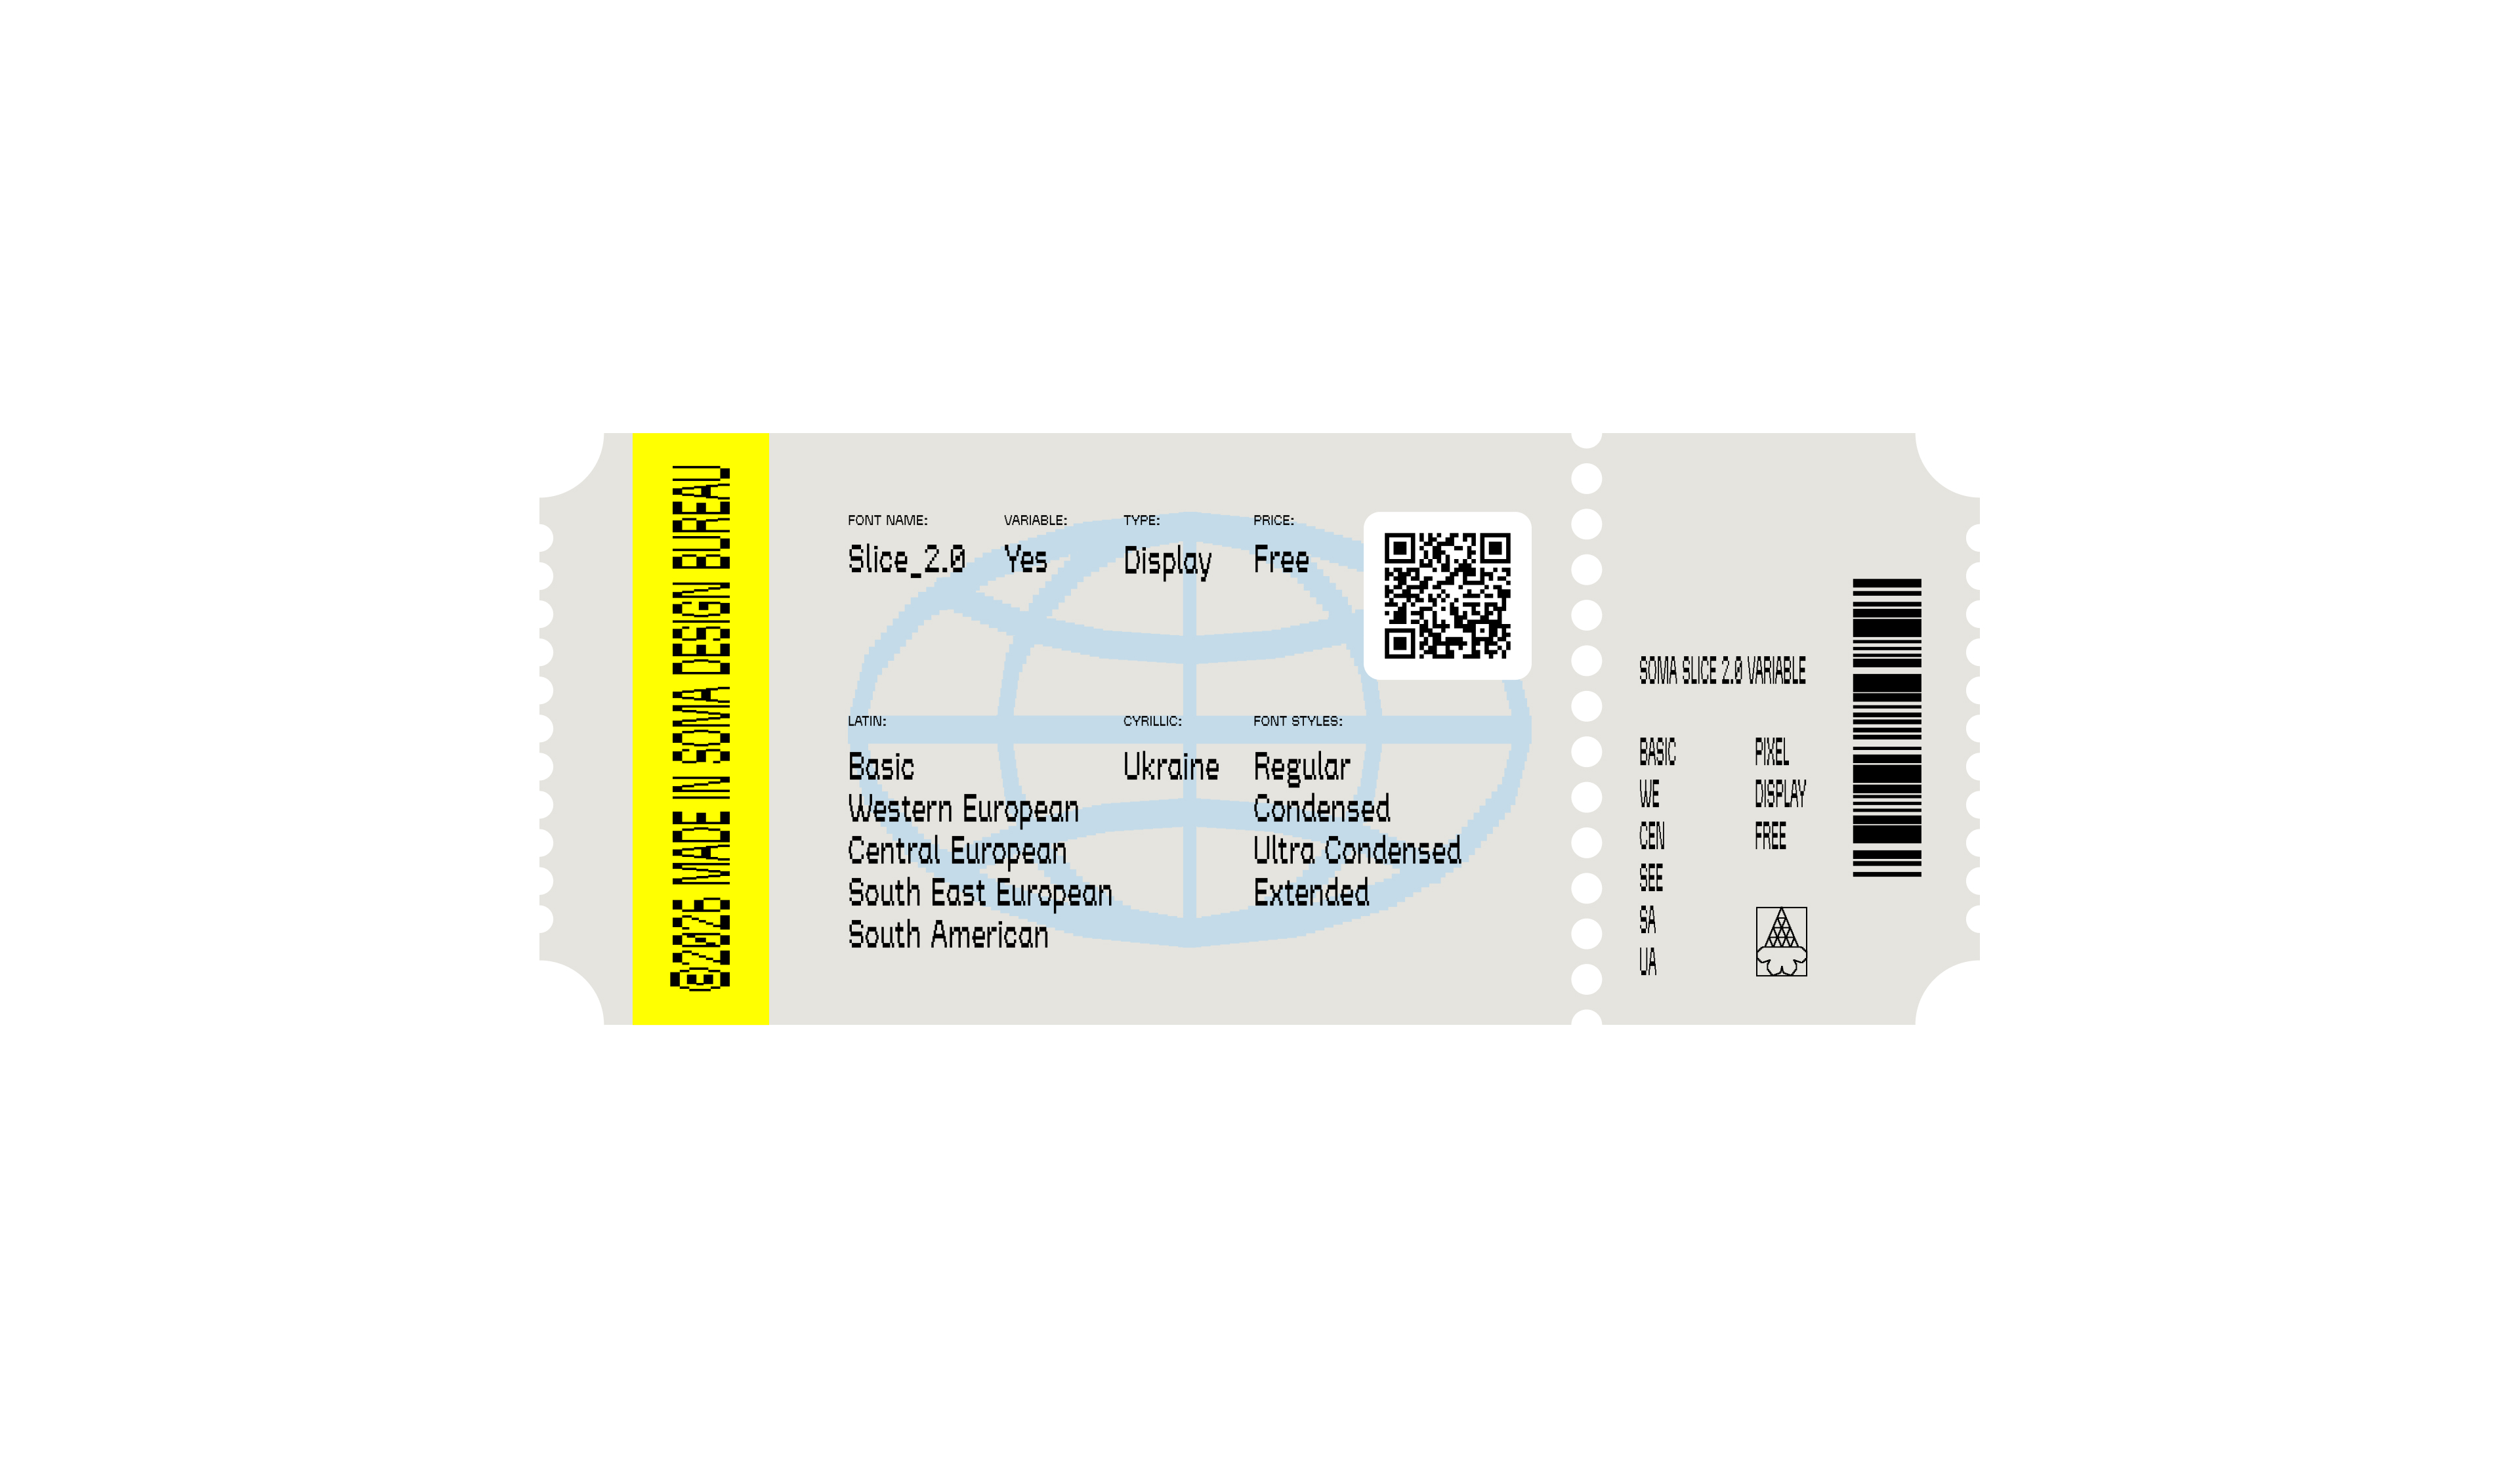 ©2026 MADE IN SOMA DESIGN BUREAU
FONT NAME:
Slice_2.0
VARIABLE:
Yes
TYPE:
Display
PRICE:
Free
LATIN:
Basic
Western European
Central European
South East European
South American
CYRILLIC:
Ukraine
FONT STYLES:
Regular
Condensed
Ultra Condensed
Extended
SOMA SLICE 2.0 VARIABLE
BASIC
WE
CEN
SEE
SA
UA
PIXEL
DISPLAY
FREE